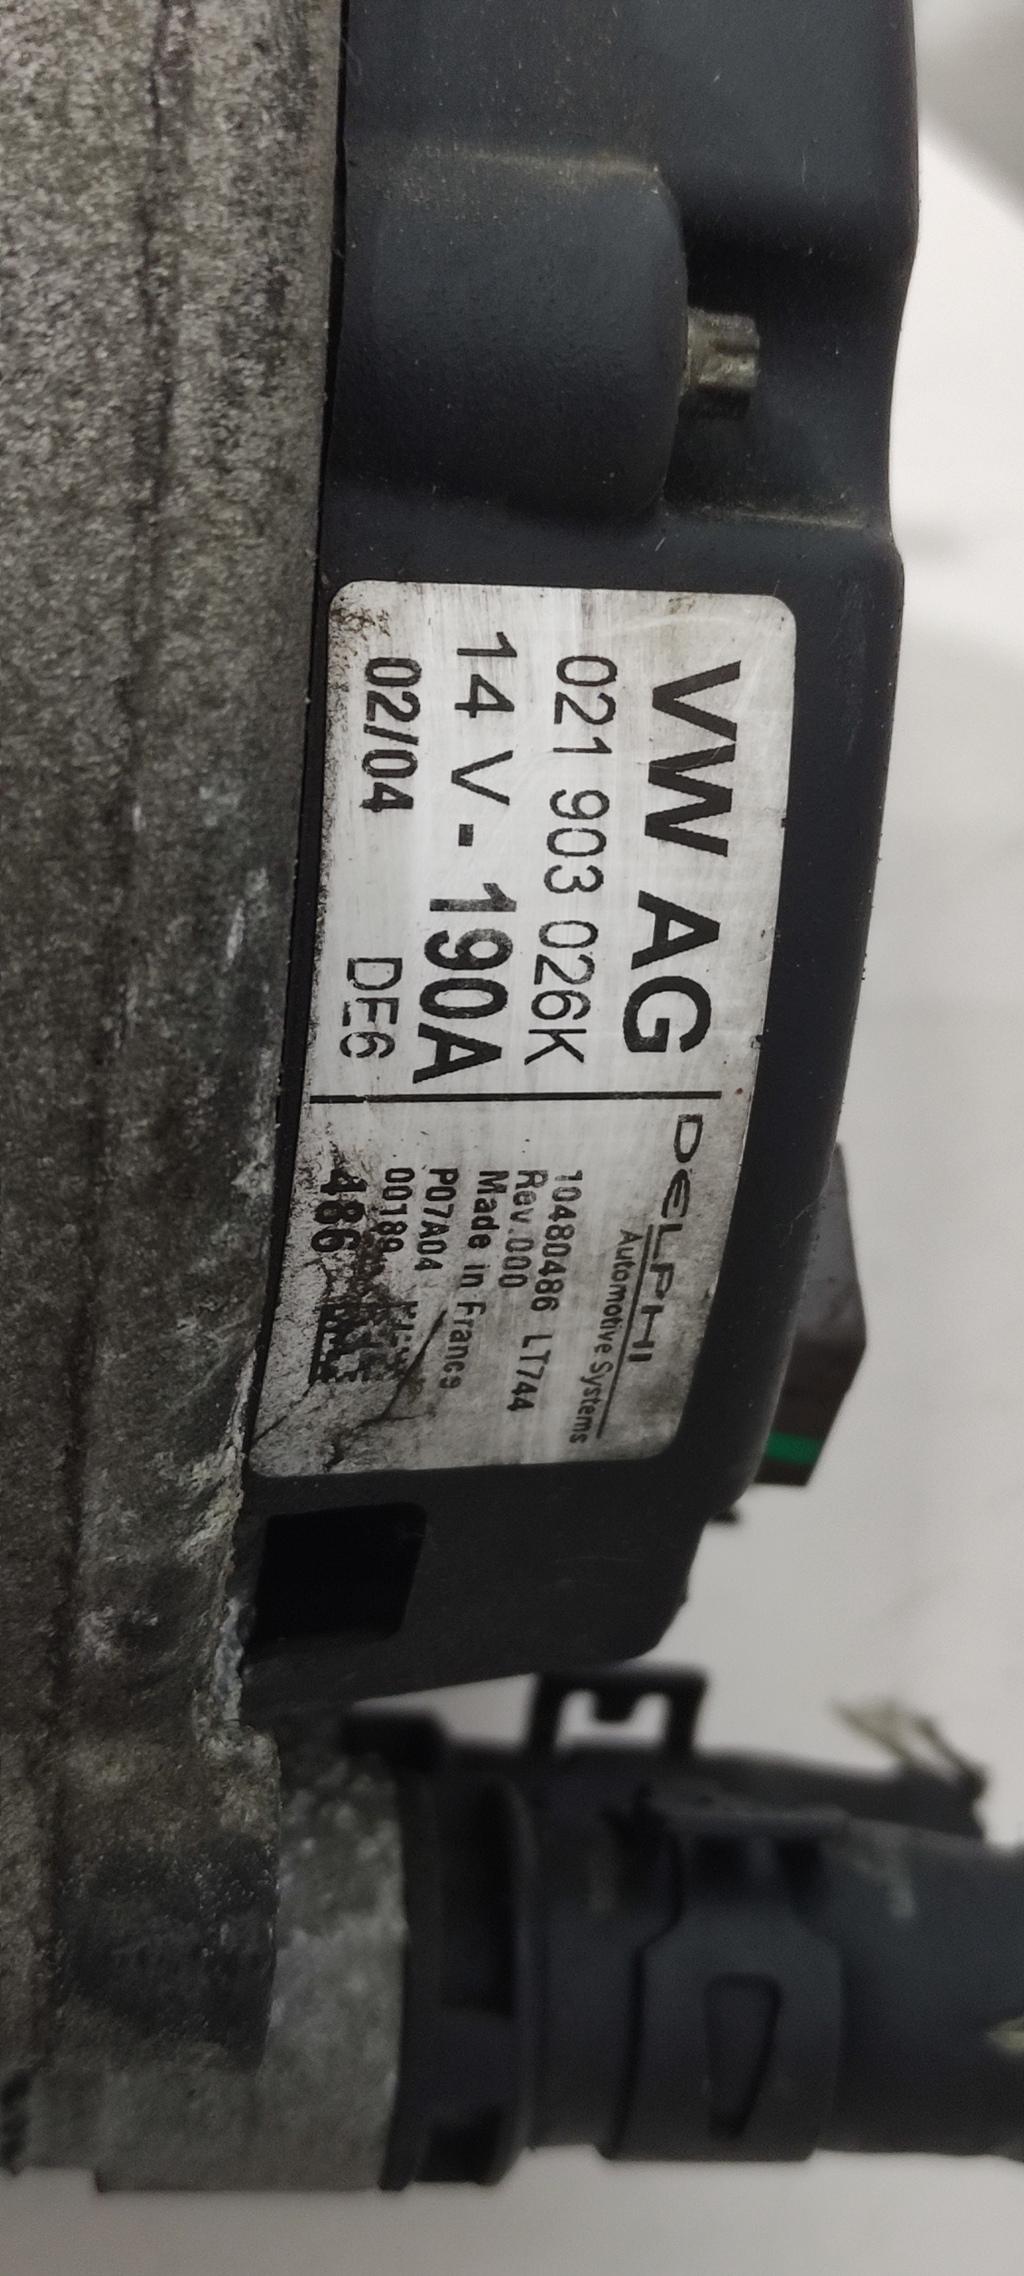 VW AG
021 903 026K
14 V - 190A
02/04 DE6
DELPHI
Automotive Systems
10480486 LT744
Rev.000
Made in France
P07A04
00189
486